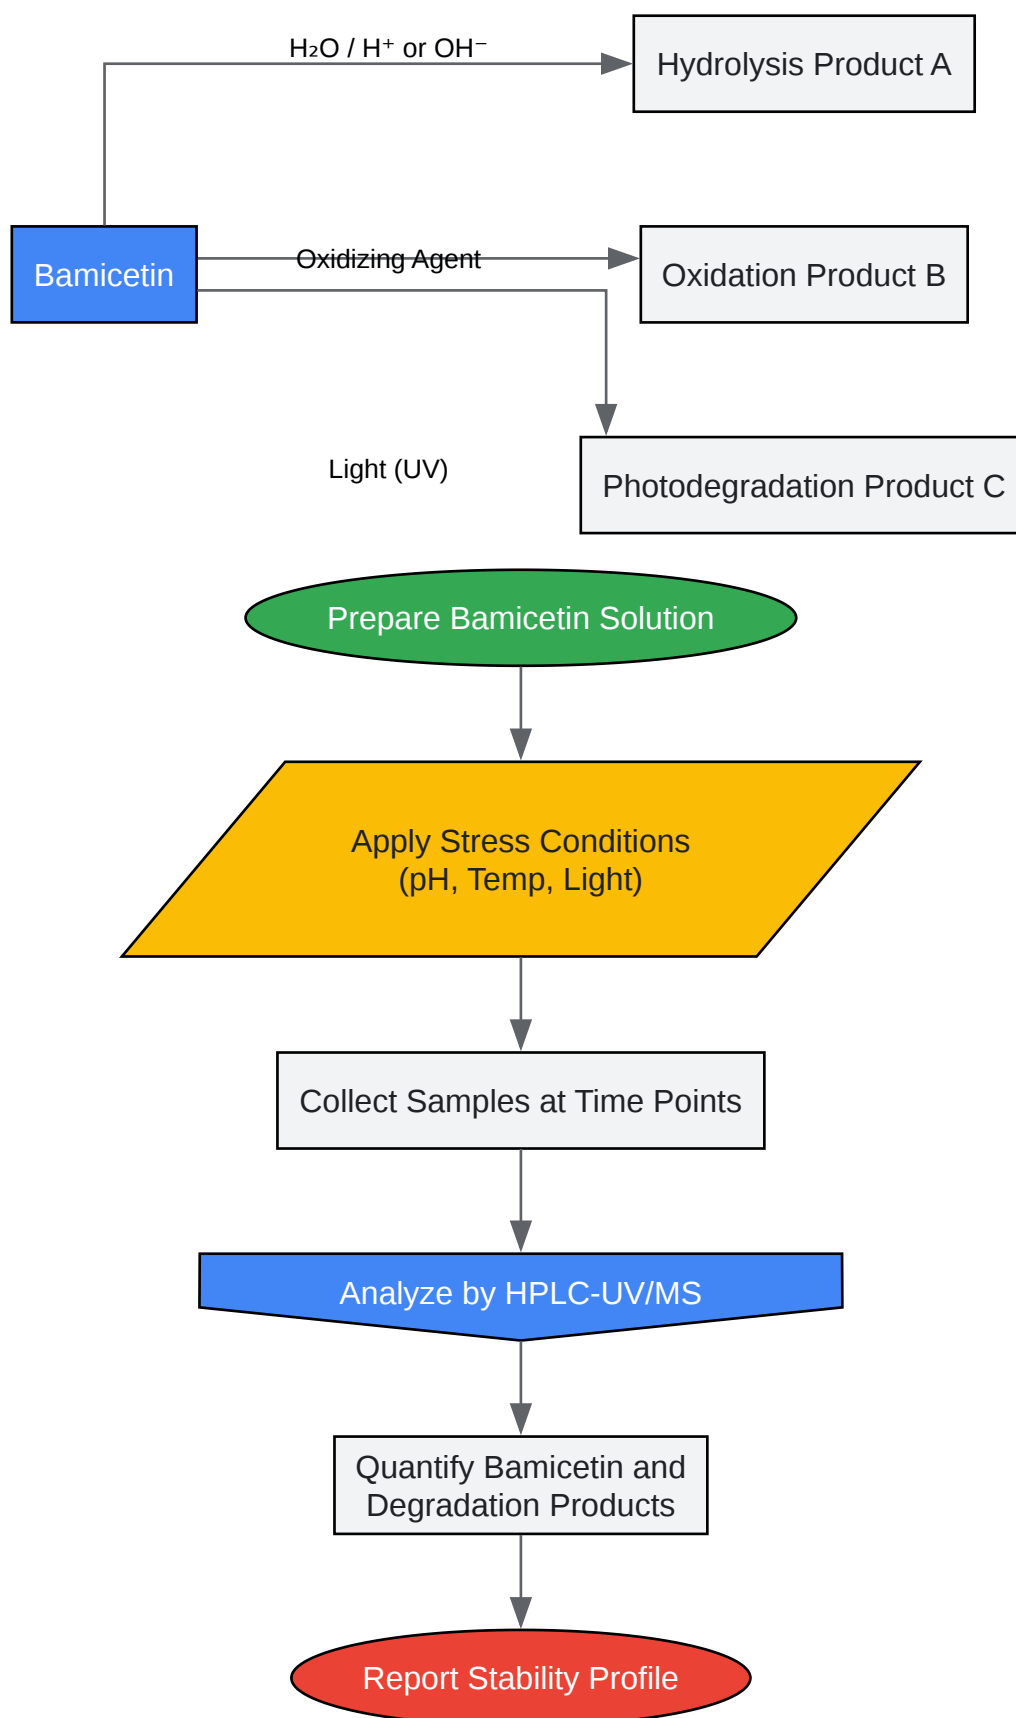 H₂O / H⁺ or OH⁻
Hydrolysis Product A
Bamicetin
Oxidizing Agent
Oxidation Product B
Light (UV)
Photodegradation Product C
Prepare Bamicetin Solution
Apply Stress Conditions
(pH, Temp, Light)
Collect Samples at Time Points
Analyze by HPLC-UV/MS
Quantify Bamicetin and
Degradation Products
Report Stability Profile